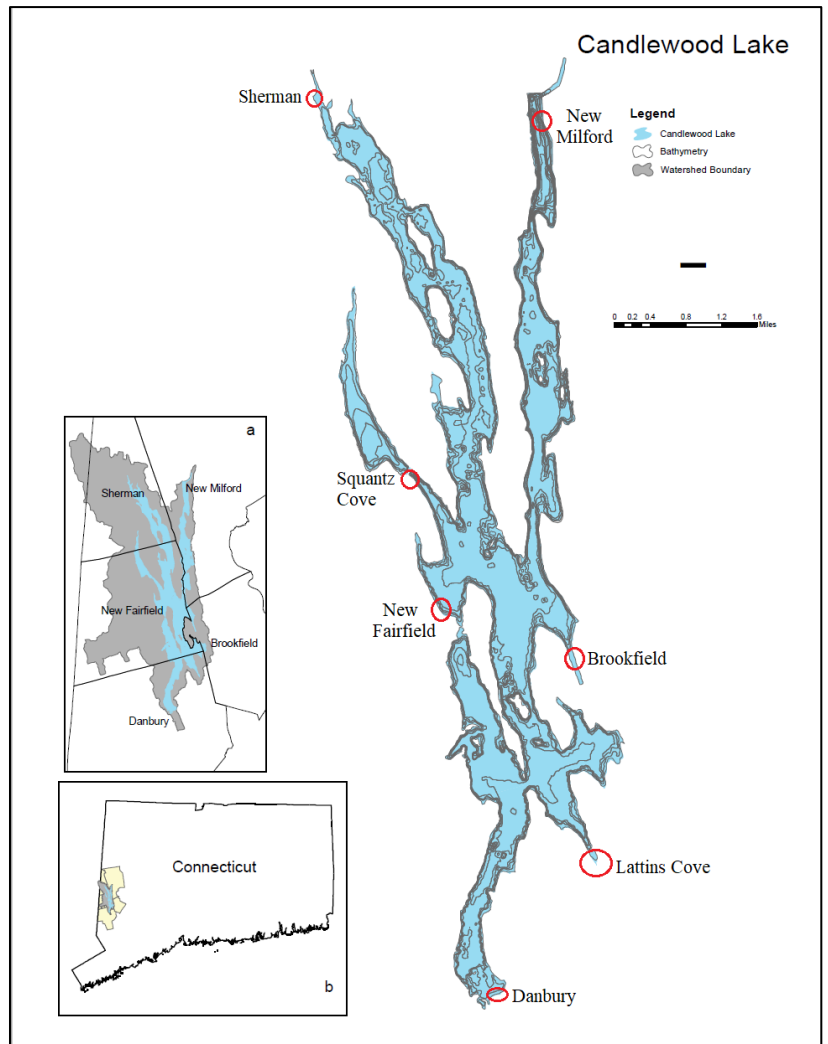 Candlewood Lake
Sherman
New
Milford
Legend
Candlewood Lake
Bathymetry
Watershed Boundary
0 0.2 0.4 0.8 1.2 1.6
Miles
Squantz
Cove
New
Fairfield
Brookfield
Lattins Cove
Danbury
a
Sherman
New Milford
New Fairfield
Brookfield
Danbury
Connecticut
b